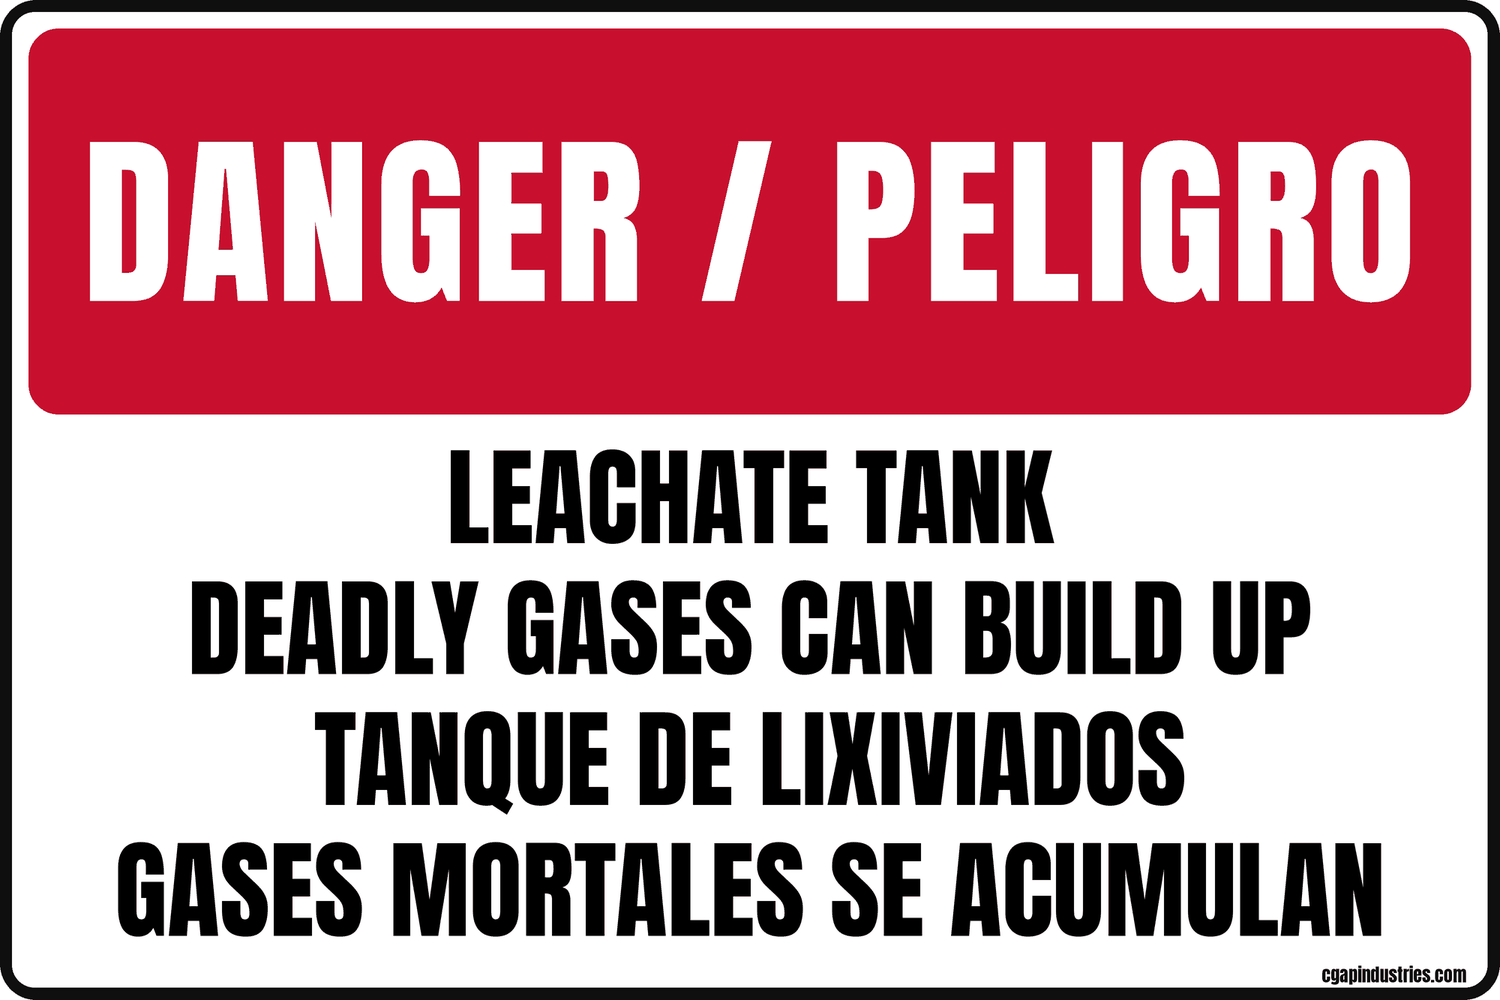 DANGER / PELIGRO
LEACHATE TANK
DEADLY GASES CAN BUILD UP
TANQUE DE LIXIVIADOS
GASES MORTALES SE ACUMULAN
cgapindustries.com